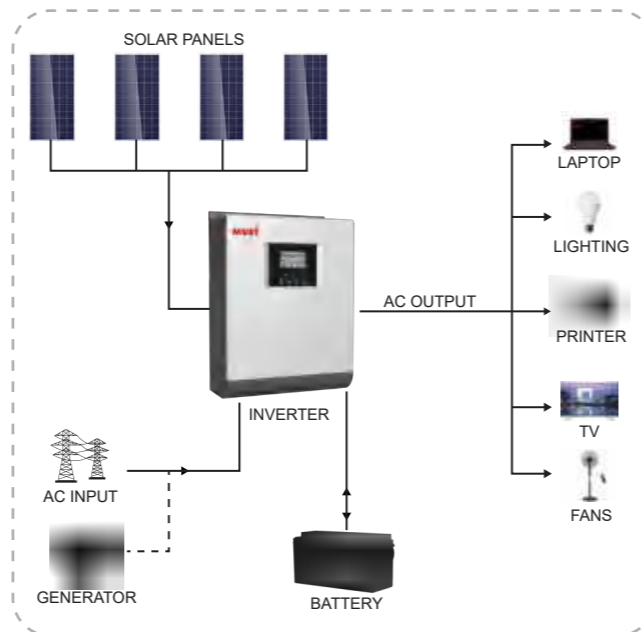 SOLAR PANELS
MUST
LAPTOP
LIGHTING
AC OUTPUT
PRINTER
INVERTER
TV
AC INPUT
FANS
GENERATOR
BATTERY